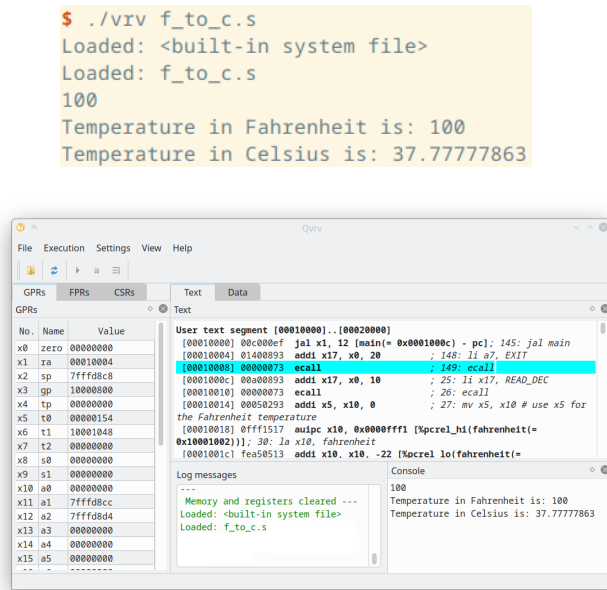 $ ./vrv f_to_c.s
Loaded: <built-in system file>
Loaded: f_to_c.s
100
Temperature in Fahrenheit is: 100
Temperature in Celsius is: 37.77777863
Qvrv
File Execution Settings View Help
GPRs FPRs CSRs
GPRs
No. Name Value
x0 zero 00000000
x1 ra 00010004
x2 sp 7fffd8c8
x3 gp 10000800
x4 tp 00000000
x5 t0 00000154
x6 t1 10001048
x7 t2 00000000
x8 s0 00000000
x9 s1 00000000
x10 a0 00000000
x11 a1 7fffd8cc
x12 a2 7fffd8d4
x13 a3 00000000
x14 a4 00000000
x15 a5 00000000
Text Data
Text
User text segment [00010000]..[00020000]
[00010000] 00c000ef jal x1, 12 [main(= 0x0001000c) - pc]; 145: jal main
[00010004] 01400893 addi x17, x0, 20 ; 148: li a7, EXIT
[00010008] 00000073 ecall ; 149: ecall
[0001000c] 00a00893 addi x17, x0, 10 ; 25: li x17, READ_DEC
[00010010] 00000073 ecall ; 26: ecall
[00010014] 00050293 addi x5, x10, 0 ; 27: mv x5, x10 # use x5 for
the Fahrenheit temperature
[00010018] 0fff1517 auipc x10, 0x0000fff1 [%pcrel_hi(fahrenheit(=
0x10001002))]; 30: la x10, fahrenheit
[0001001c] fea50513 addi x10, x10, -22 [%pcrel_lo(fahrenheit(=
Log messages
---
Memory and registers cleared ---
Loaded: <built-in system file>
Loaded: f_to_c.s
Console
100
Temperature in Fahrenheit is: 100
Temperature in Celsius is: 37.77777863